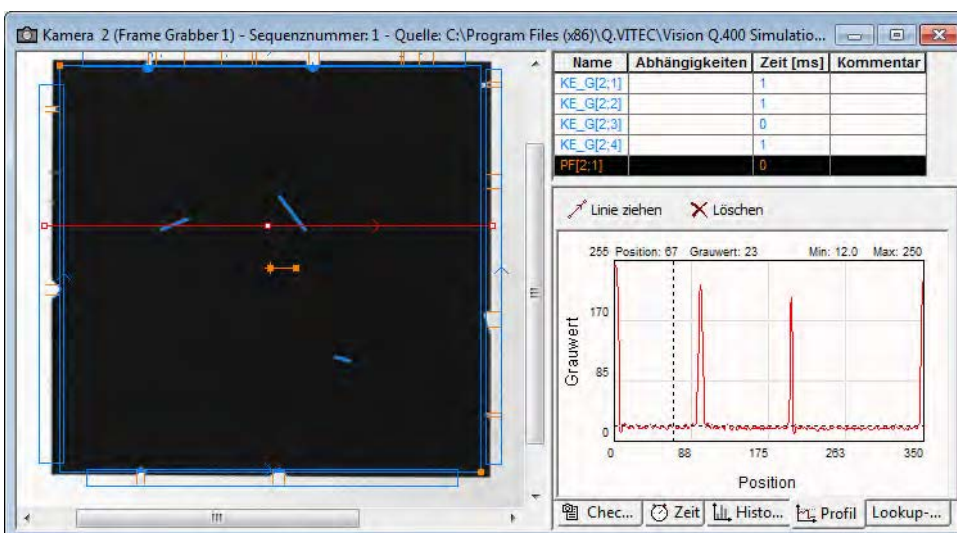 Kamera 2 (Frame Grabber 1) - Sequenznummer: 1 - Quelle: C:\Program Files (x86)\Q.VITEC\Vision Q.400 Simulatio...
Name Abhängigkeiten Zeit [ms] Kommentar
KE_G[2;1] 1
KE_G[2;2] 1
KE_G[2;3] 0
KE_G[2;4] 1
PF[2;1] 0
Linie ziehen Löschen
255 Position: 67 Grauwert: 23 Min: 12.0 Max: 250
170
Grauwert
85
0
0 88 175 263 350
Position
Chec... Zeit Histo... Profil Lookup-...